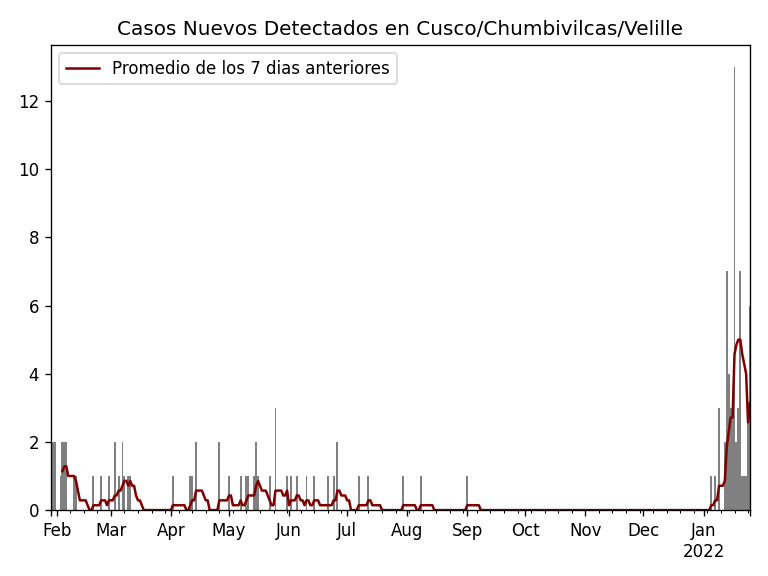 Casos Nuevos Detectados en Cusco/Chumbivilcas/Velille
Promedio de los 7 dias anteriores
12
10
8
6
4
2
0
Feb Mar Apr May Jun Jul Aug Sep Oct Nov Dec Jan
2022